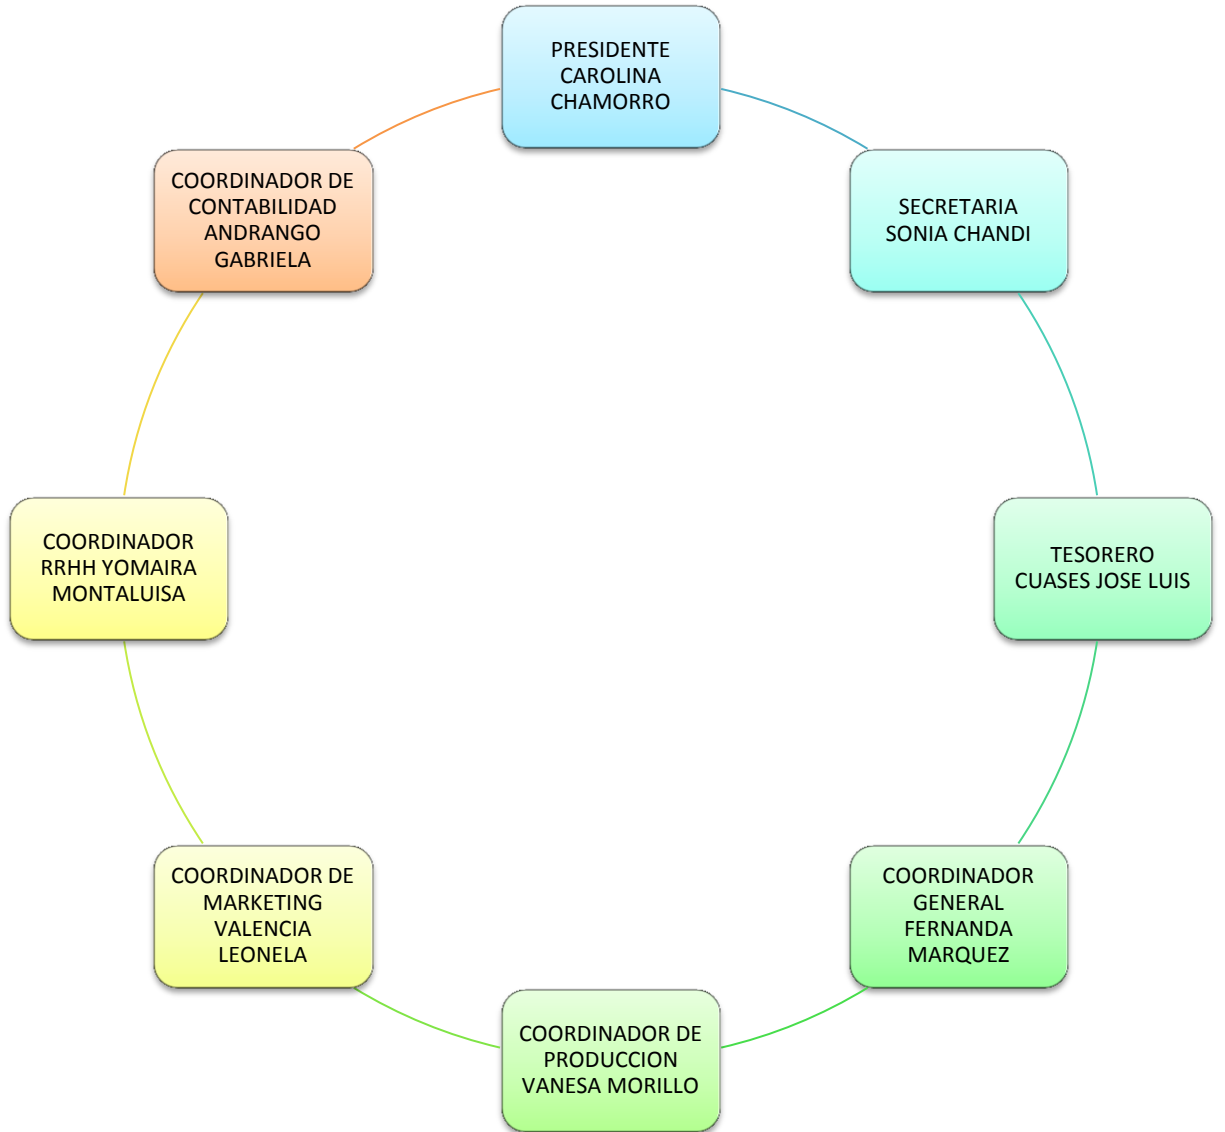 PRESIDENTE
CAROLINA
CHAMORRO
SECRETARIA
SONIA CHANDI
TESORERO
CUASES JOSE LUIS
COORDINADOR
GENERAL
FERNANDA
MARQUEZ
COORDINADOR DE
PRODUCCION
VANESA MORILLO
COORDINADOR DE
MARKETING
VALENCIA
LEONELA
COORDINADOR
RRHH YOMAIRA
MONTALUISA
COORDINADOR DE
CONTABILIDAD
ANDRANGO
GABRIELA